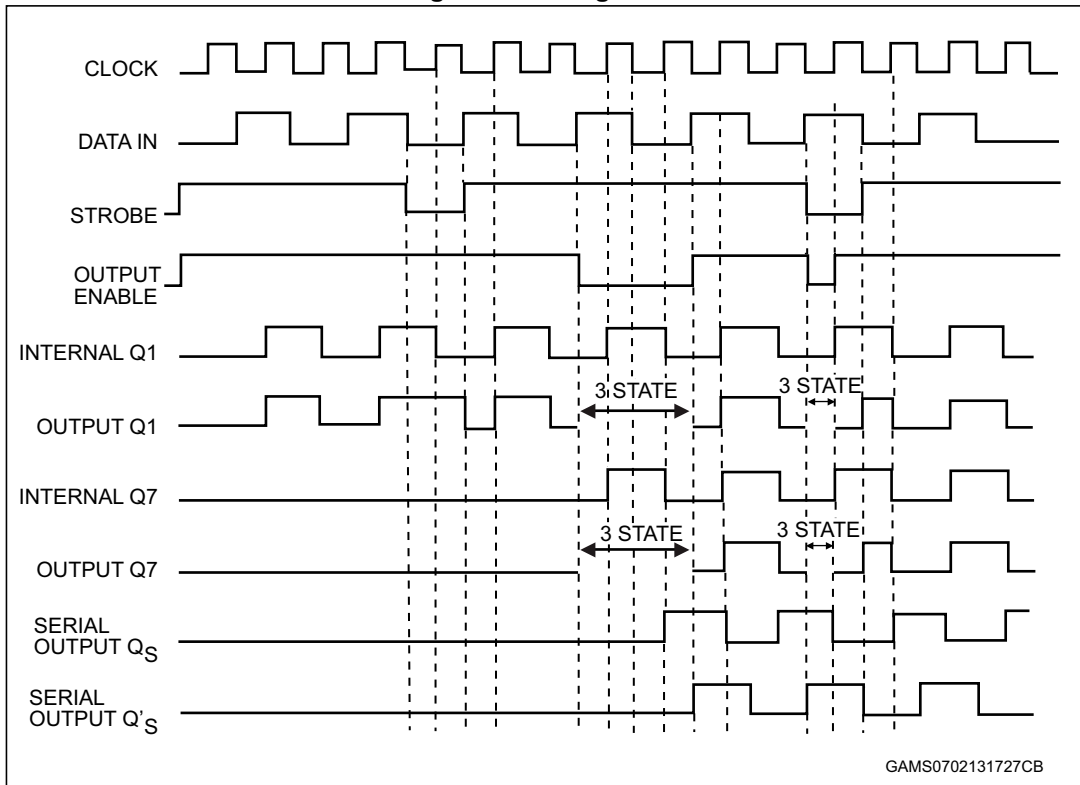 CLOCK
DATA IN
STROBE
OUTPUT
ENABLE
INTERNAL Q1
3 STATE
3 STATE
OUTPUT Q1
INTERNAL Q7
3 STATE
3 STATE
OUTPUT Q7
SERIAL
OUTPUT QS
SERIAL
OUTPUT Q'S
GAMS0702131727CB